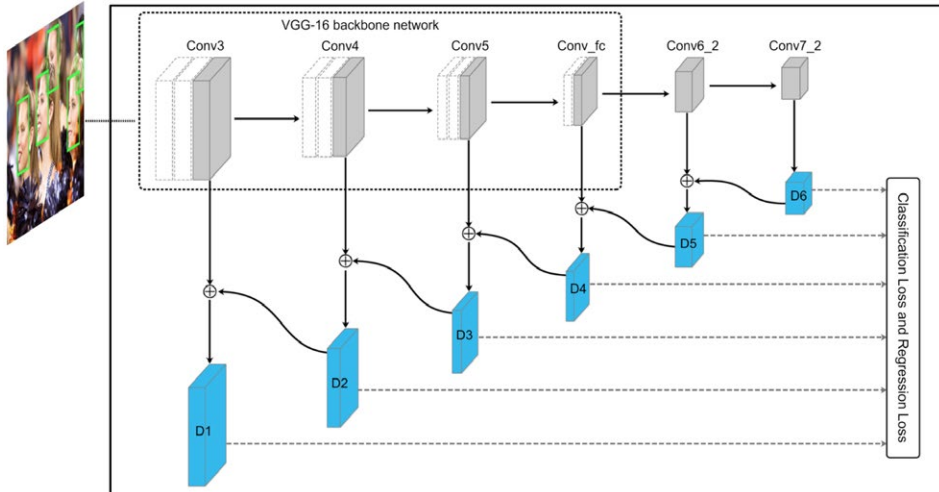 VGG-16 backbone network
Conv3
Conv4
Conv5
Conv_fc
Conv6_2
Conv7_2
D6
D5
D4
D3
D2
D1
Classification Loss and Regression Loss